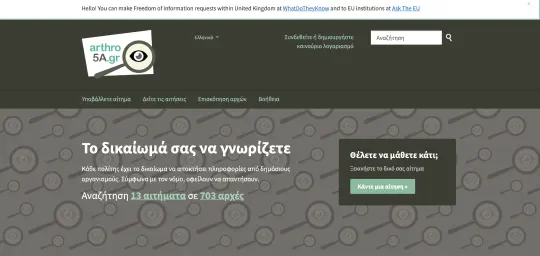 Hello! You can make Freedom of Information requests within United Kingdom at WhatDoTheyKnow and to EU institutions at Ask The EU
×
arthro
5A.gr
Ελληνικά
Συνδεθείτε ή δημιουργήστε
καινούριο λογαριασμό
Αναζήτηση
Υποβάλλετε αίτημα Δείτε τις αιτήσεις Επισκόπηση αρχών Βοήθεια
Το δικαίωμά σας να γνωρίζετε
Κάθε πολίτης έχει το δικαίωμα να αποκτήσει πληροφορίες από δημόσιους
οργανισμούς. Σύμφωνα με τον νόμο, οφείλουν να απαντήσουν.
Αναζήτηση 13 αιτήματα σε 703 αρχές
Θέλετε να μάθετε κάτι;
Ξεκινήστε το δικό σας αίτημα
Κάντε μια αίτηση »